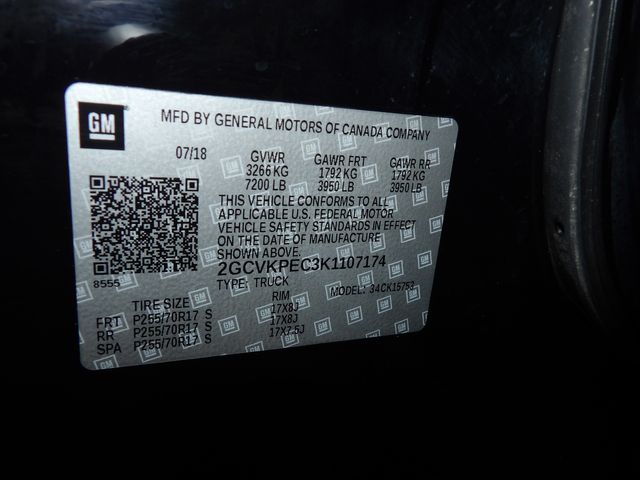 GM
MFD BY GENERAL MOTORS OF CANADA COMPANY
07/18 GVWR GAWR FRT GAWR RR
3266 KG 1792 KG 1792 KG
7200 LB 3950 LB 3950 LB
THIS VEHICLE CONFORMS TO ALL
APPLICABLE U.S. FEDERAL MOTOR
VEHICLE SAFETY STANDARDS IN EFFECT
ON THE DATE OF MANUFACTURE
SHOWN ABOVE.
2GCVKPEC3K1107174
8555 TYPE: TRUCK MODEL: 34CK15753
TIRE SIZE RIM
FRT P255/70R17 S 17X8J
RR P255/70R17 S 17X8J
SPA P255/70R17 S 17X7.5J